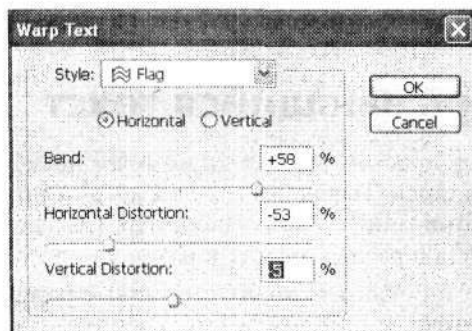 Warp Text
Style: Flag
OK
Horizontal Vertical
Cancel
Bend: +58 %
Horizontal Distortion: -53 %
Vertical Distortion: -5 %